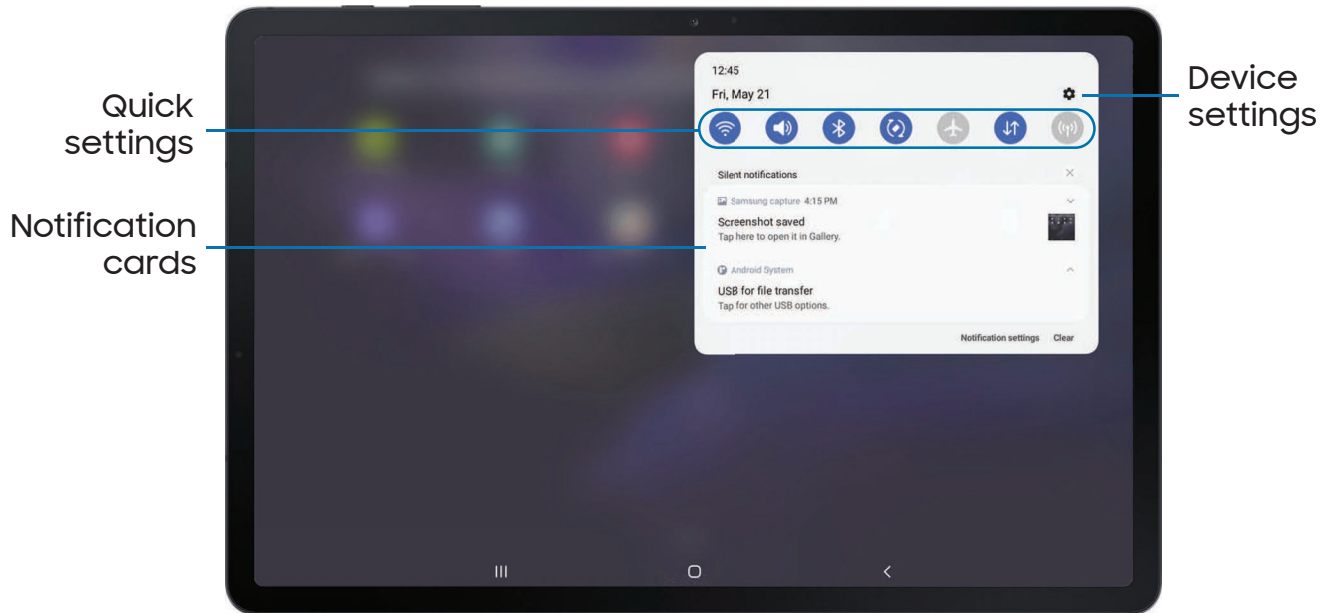 Quick
settings
Notification
cards
12:45
Fri, May 21
Silent notifications
Samsung capture 4:15 PM
Screenshot saved
Tap here to open it in Gallery.
Android System
USB for file transfer
Tap for other USB options.
Notification settings Clear
Device
settings